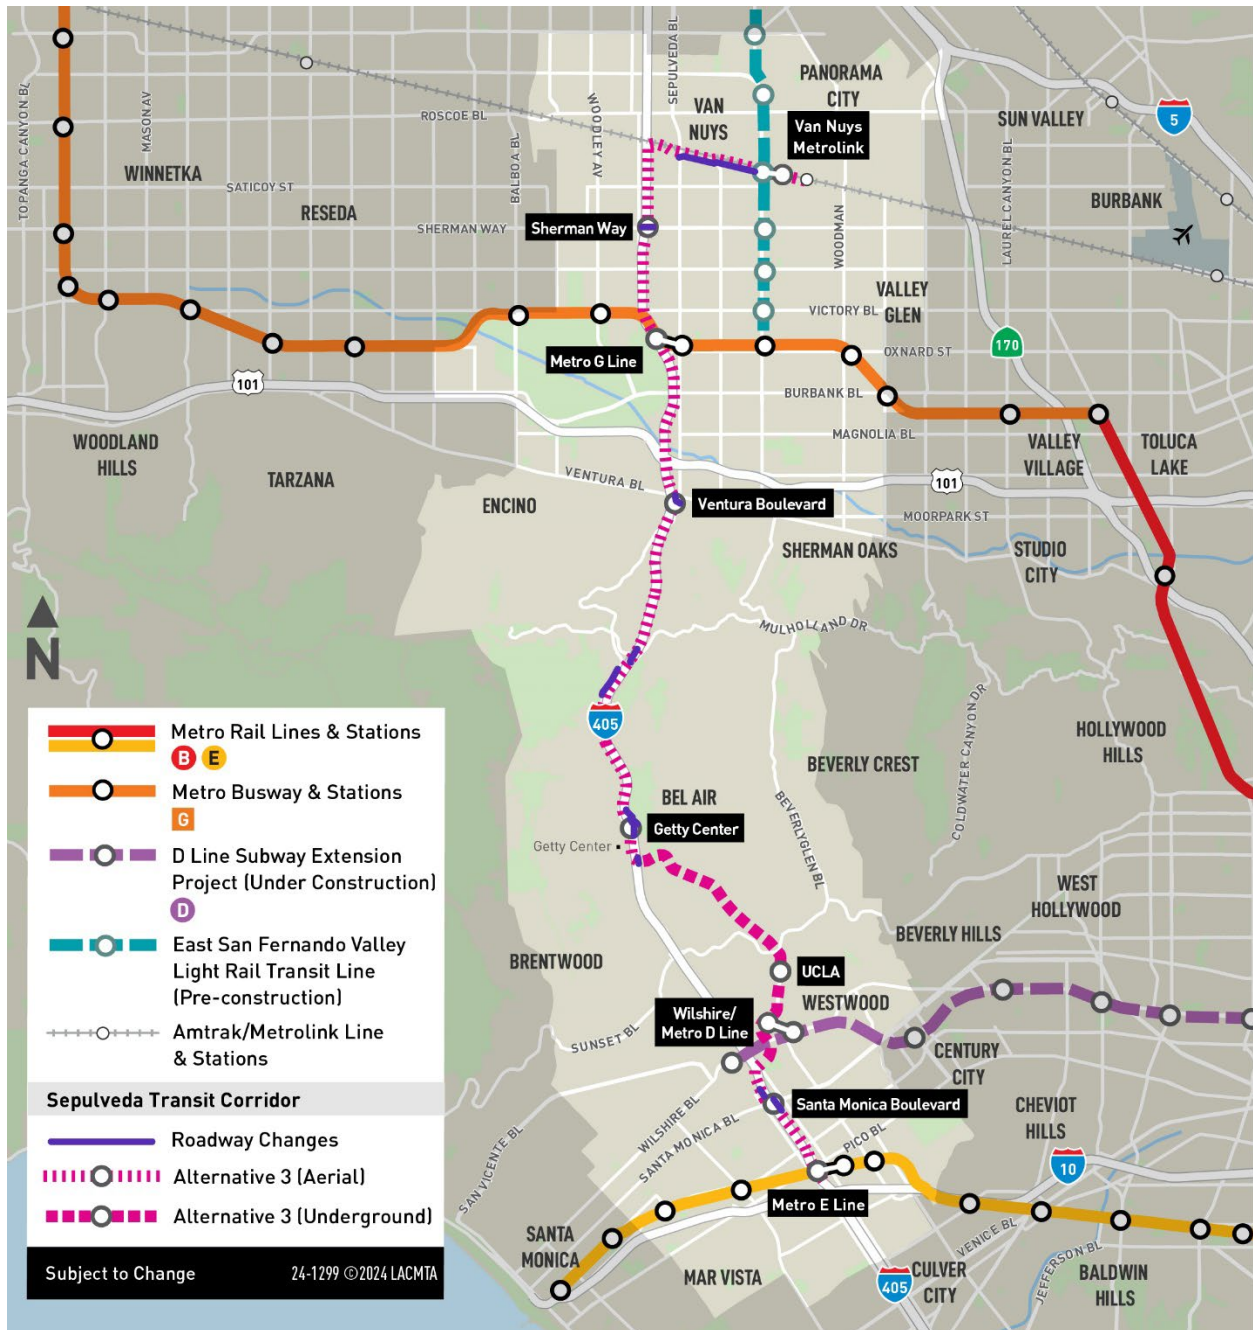 SEPULVEDA BL
PANORAMA
CITY
TOPANGA CANYON BL
MASON AV
WOODLEY AV
ROSCOE BL
VAN
NUYS
Van Nuys
Metrolink
SUN VALLEY
5
WINNETKA
SATICOY ST
BALBOA BL
RESEDA
SHERMAN WAY
Sherman Way
WOODMAN
LAUREL CANYON BL
BURBANK
VALLEY
GLEN
VICTORY BL
OXNARD ST
170
Metro G Line
101
BURBANK BL
MAGNOLIA BL
WOODLAND
HILLS
TARZANA
VENTURA BL
VALLEY
VILLAGE
TOLUCA
LAKE
101
ENCINO
Ventura Boulevard
MOORPARK ST
SHERMAN OAKS
STUDIO
CITY
N
MULHOLLAND DR
405
COLDWATER CANYON DR
HOLLYWOOD
HILLS
BEVERLY CREST
BEL AIR
BEVERLYGLEN BL
Getty Center
Getty Center
WEST
HOLLYWOOD
BEVERLY HILLS
BRENTWOOD
UCLA
WESTWOOD
Wilshire/
Metro D Line
SUNSET BL
CENTURY
CITY
Santa Monica Boulevard
CHEVIOT
HILLS
WILSHIRE BL
SANTA MONICA BL
PICO BL
SAN VICENTE BL
10
Metro E Line
SANTA
MONICA
VENICE BL
JEFFERSON BL
MAR VISTA
CULVER
CITY
405
BALDWIN
HILLS
Metro Rail Lines & Stations
B E
Metro Busway & Stations
G
D Line Subway Extension
Project (Under Construction)
D
East San Fernando Valley
Light Rail Transit Line
(Pre-construction)
Amtrak/Metrolink Line
& Stations
Sepulveda Transit Corridor
Roadway Changes
Alternative 3 (Aerial)
Alternative 3 (Underground)
Subject to Change 24-1299 ©2024 LACMTA